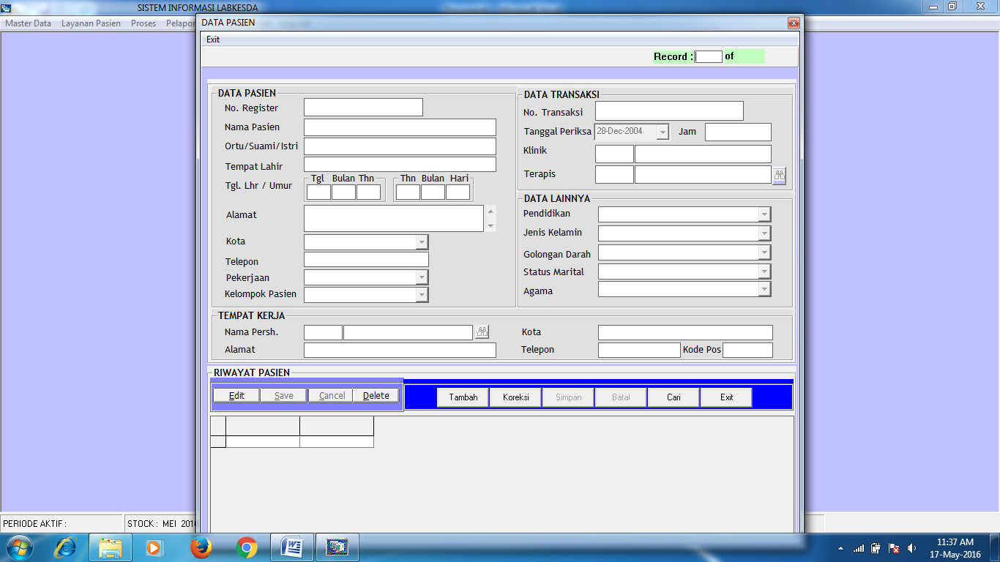 SISTEM INFORMASI LABKESDA
Master Data Layanan Pasien Proses Pelapor
DATA PASIEN
Exit
Record : of
DATA PASIEN
No. Register
Nama Pasien
Ortu/Suami/Istri
Tempat Lahir
Tgl Bulan Thn Thn Bulan Hari
Tgl. Lhr / Umur
Alamat
Kota
Telepon
Pekerjaan
Kelompok Pasien
DATA TRANSAKSI
No. Transaksi
Tanggal Periksa 28-Dec-2004 Jam
Klinik
Terapis
DATA LAINNYA
Pendidikan
Jenis Kelamin
Golongan Darah
Status Marital
Agama
TEMPAT KERJA
Nama Persh. Kota
Alamat Telepon Kode Pos
RIWAYAT PASIEN
Edit Save Cancel Delete Tambah Koreksi Simpan Batal Cari Exit
PERIODE AKTIF : STOCK : MEI
11:37 AM
17-May-2016